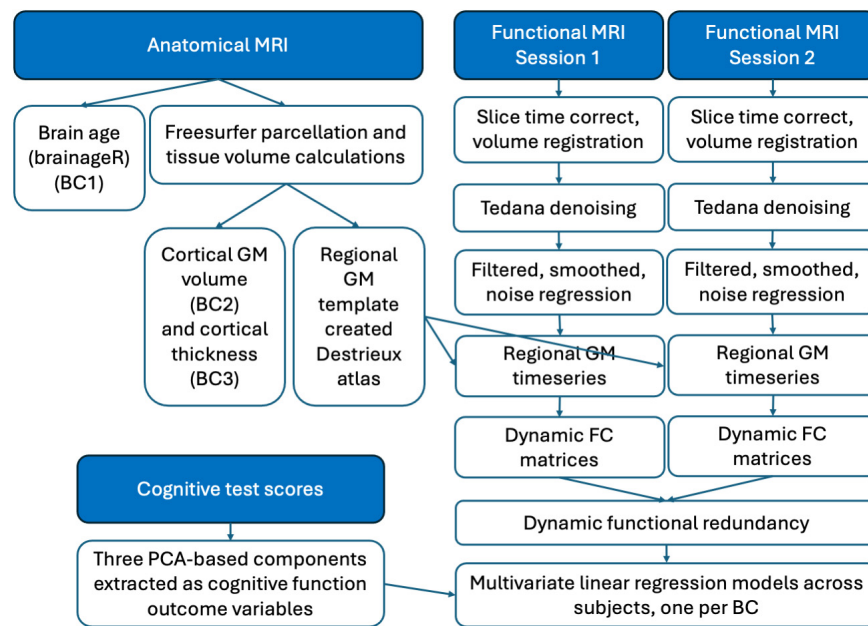 Anatomical MRI
Brain age
(brainageR)
(BC1)
Freesurfer parcellation and
tissue volume calculations
Cortical GM
volume
(BC2)
and cortical
thickness
(BC3)
Regional
GM
template
created
Destrieux
atlas
Functional MRI
Session 1
Slice time correct,
volume registration
Tedana denoising
Filtered, smoothed,
noise regression
Regional GM
timeseries
Dynamic FC
matrices
Functional MRI
Session 2
Slice time correct,
volume registration
Tedana denoising
Filtered, smoothed,
noise regression
Regional GM
timeseries
Dynamic FC
matrices
Dynamic functional redundancy
Cognitive test scores
Three PCA-based components
extracted as cognitive function
outcome variables
Multivariate linear regression models across
subjects, one per BC